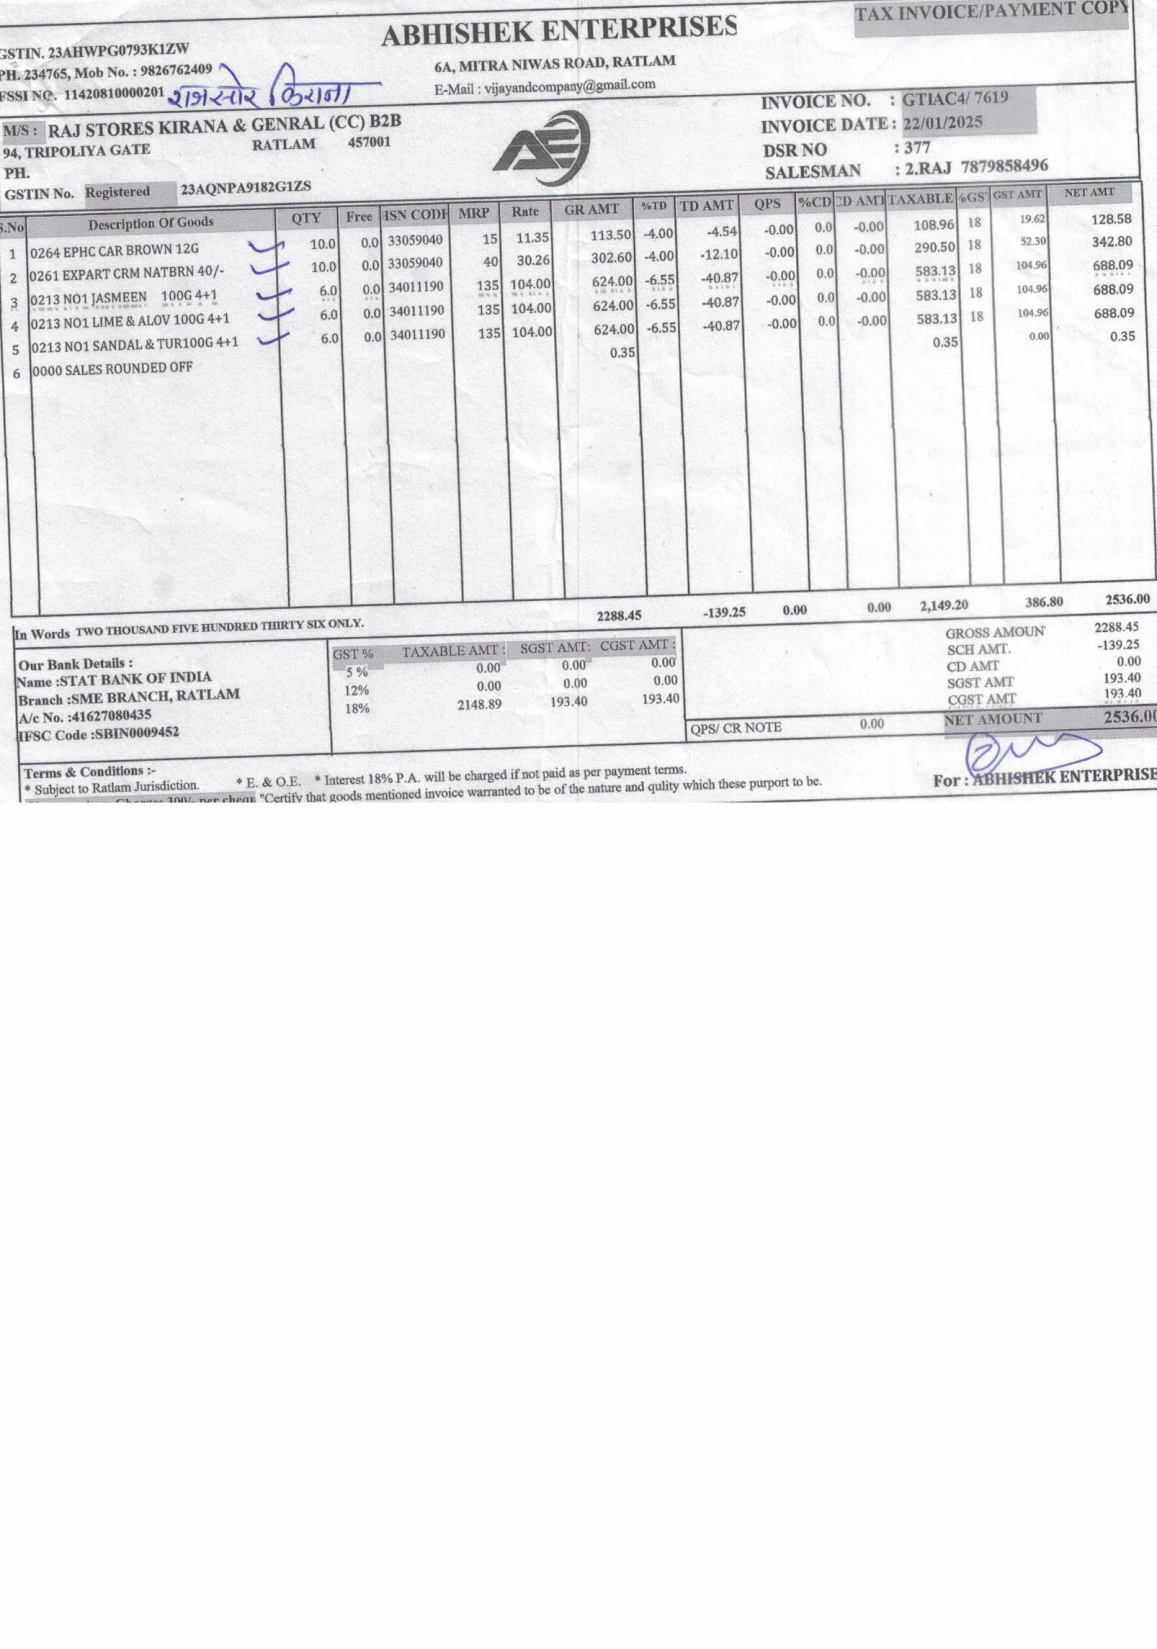 TAX INVOICE/PAYMENT COPY
ABHISHEK ENTERPRISES
GSTIN. 23AHWPG0793K1ZW
PH. 234765, Mob No. : 9826762409
6A, MITRA NIWAS ROAD, RATLAM
FSSI NO. 11420810000201
E-Mail : vijayandcompany@gmail.com
किराना
M/S : RAJ STORES KIRANA & GENRAL (CC) B2B
94, TRIPOLIYA GATE RATLAM 457001
PH.
GSTIN No. Registered 23AQNPA9182G1ZS
AE
INVOICE NO. : GTIAC4/ 7619
INVOICE DATE : 22/01/2025
DSR NO : 377
SALESMAN : 2.RAJ 7879858496
S.No Description Of Goods QTY Free ISN CODE MRP Rate GR AMT %TD TD AMT QPS %CD CD AMT TAXABLE %GS GST AMT NET AMT
1 0264 EPHC CAR BROWN 12G 10.0 0.0 33059040 15 11.35 113.50 -4.00 -4.54 -0.00 0.0 -0.00 108.96 18 19.62 128.58
2 0261 EXPART CRM NATBRN 40/- 10.0 0.0 33059040 40 30.26 302.60 -4.00 -12.10 -0.00 0.0 -0.00 290.50 18 52.30 342.80
3 0213 NO1 JASMEEN 100G 4+1 6.0 0.0 34011190 135 104.00 624.00 -6.55 -40.87 -0.00 0.0 -0.00 583.13 18 104.96 688.09
4 0213 NO1 LIME & ALOV 100G 4+1 6.0 0.0 34011190 135 104.00 624.00 -6.55 -40.87 -0.00 0.0 -0.00 583.13 18 104.96 688.09
5 0213 NO1 SANDAL & TUR100G 4+1 6.0 0.0 34011190 135 104.00 624.00 -6.55 -40.87 -0.00 0.0 -0.00 583.13 18 104.96 688.09
6 0000 SALES ROUNDED OFF 0.35 0.35 0.00 0.35
2288.45 -139.25 0.00 0.00 2,149.20 386.80 2536.00
In Words TWO THOUSAND FIVE HUNDRED THIRTY SIX ONLY.
Our Bank Details :
Name :STAT BANK OF INDIA
Branch :SME BRANCH, RATLAM
A/c No. :41627080435
IFSC Code :SBIN0009452
GST % TAXABLE AMT : SGST AMT: CGST AMT :
5 % 0.00 0.00 0.00
12% 0.00 0.00 0.00
18% 2148.89 193.40 193.40
GROSS AMOUN 2288.45
SCH AMT. -139.25
CD AMT 0.00
SGST AMT 193.40
CGST AMT 193.40
QPS/ CR NOTE 0.00
NET AMOUNT 2536.00
Terms & Conditions :-
* Subject to Ratlam Jurisdiction. * E. & O.E. * Interest 18% P.A. will be charged if not paid as per payment terms.
Charges 300/- per chequ "Certify that goods mentioned invoice warranted to be of the nature and qulity which these purport to be.
For : ABHISHEK ENTERPRISE